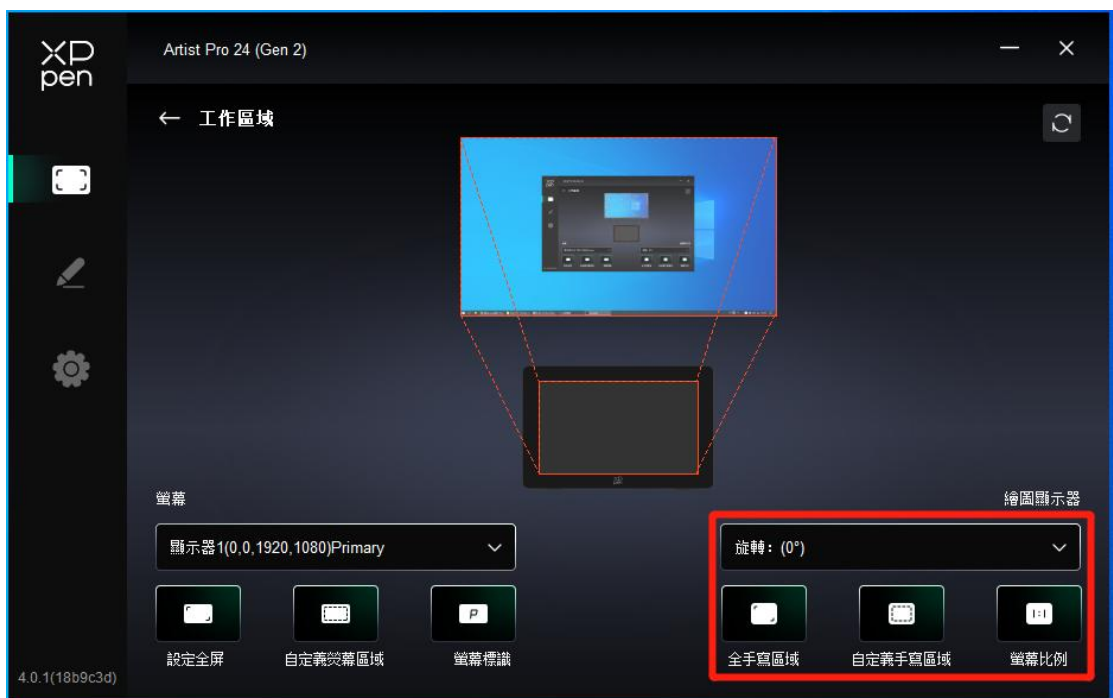 XP
pen
Artist Pro 24 (Gen 2)
工作區域
螢幕
繪圖顯示器
顯示器1(0,0,1920,1080)Primary
旋轉：(0°)
P
1:1
設定全屏
自定義熒幕區域
螢幕標識
全手寫區域
自定義手寫區域
螢幕比例
4.0.1(18b9c3d)